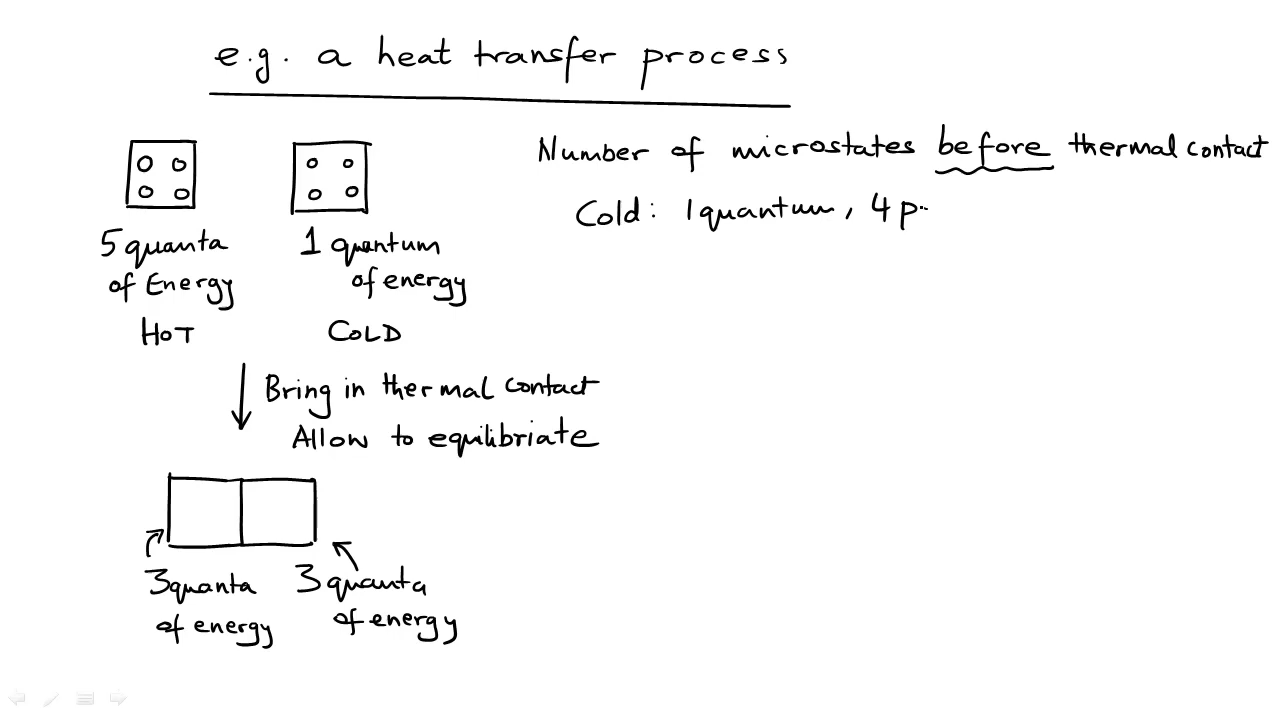 e.g. a heat transfer process
5 quanta of Energy
HOT
1 quantum of energy
COLD
Bring in thermal contact
Allow to equilibriate
3 quanta of energy
3 quanta of energy
Number of microstates before thermal contact
Cold: 1 quantum, 4 p